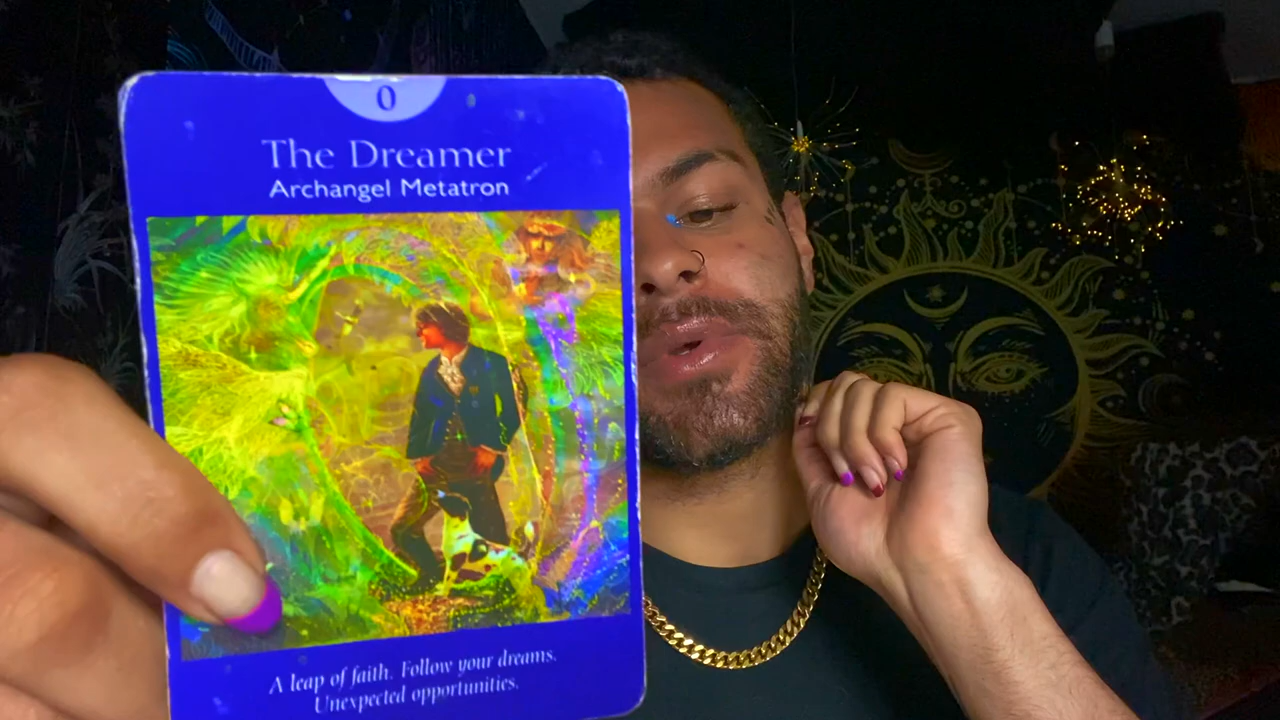 0
The Dreamer
Archangel Metatron
A leap of faith. Follow your dreams.
Unexpected opportunities.